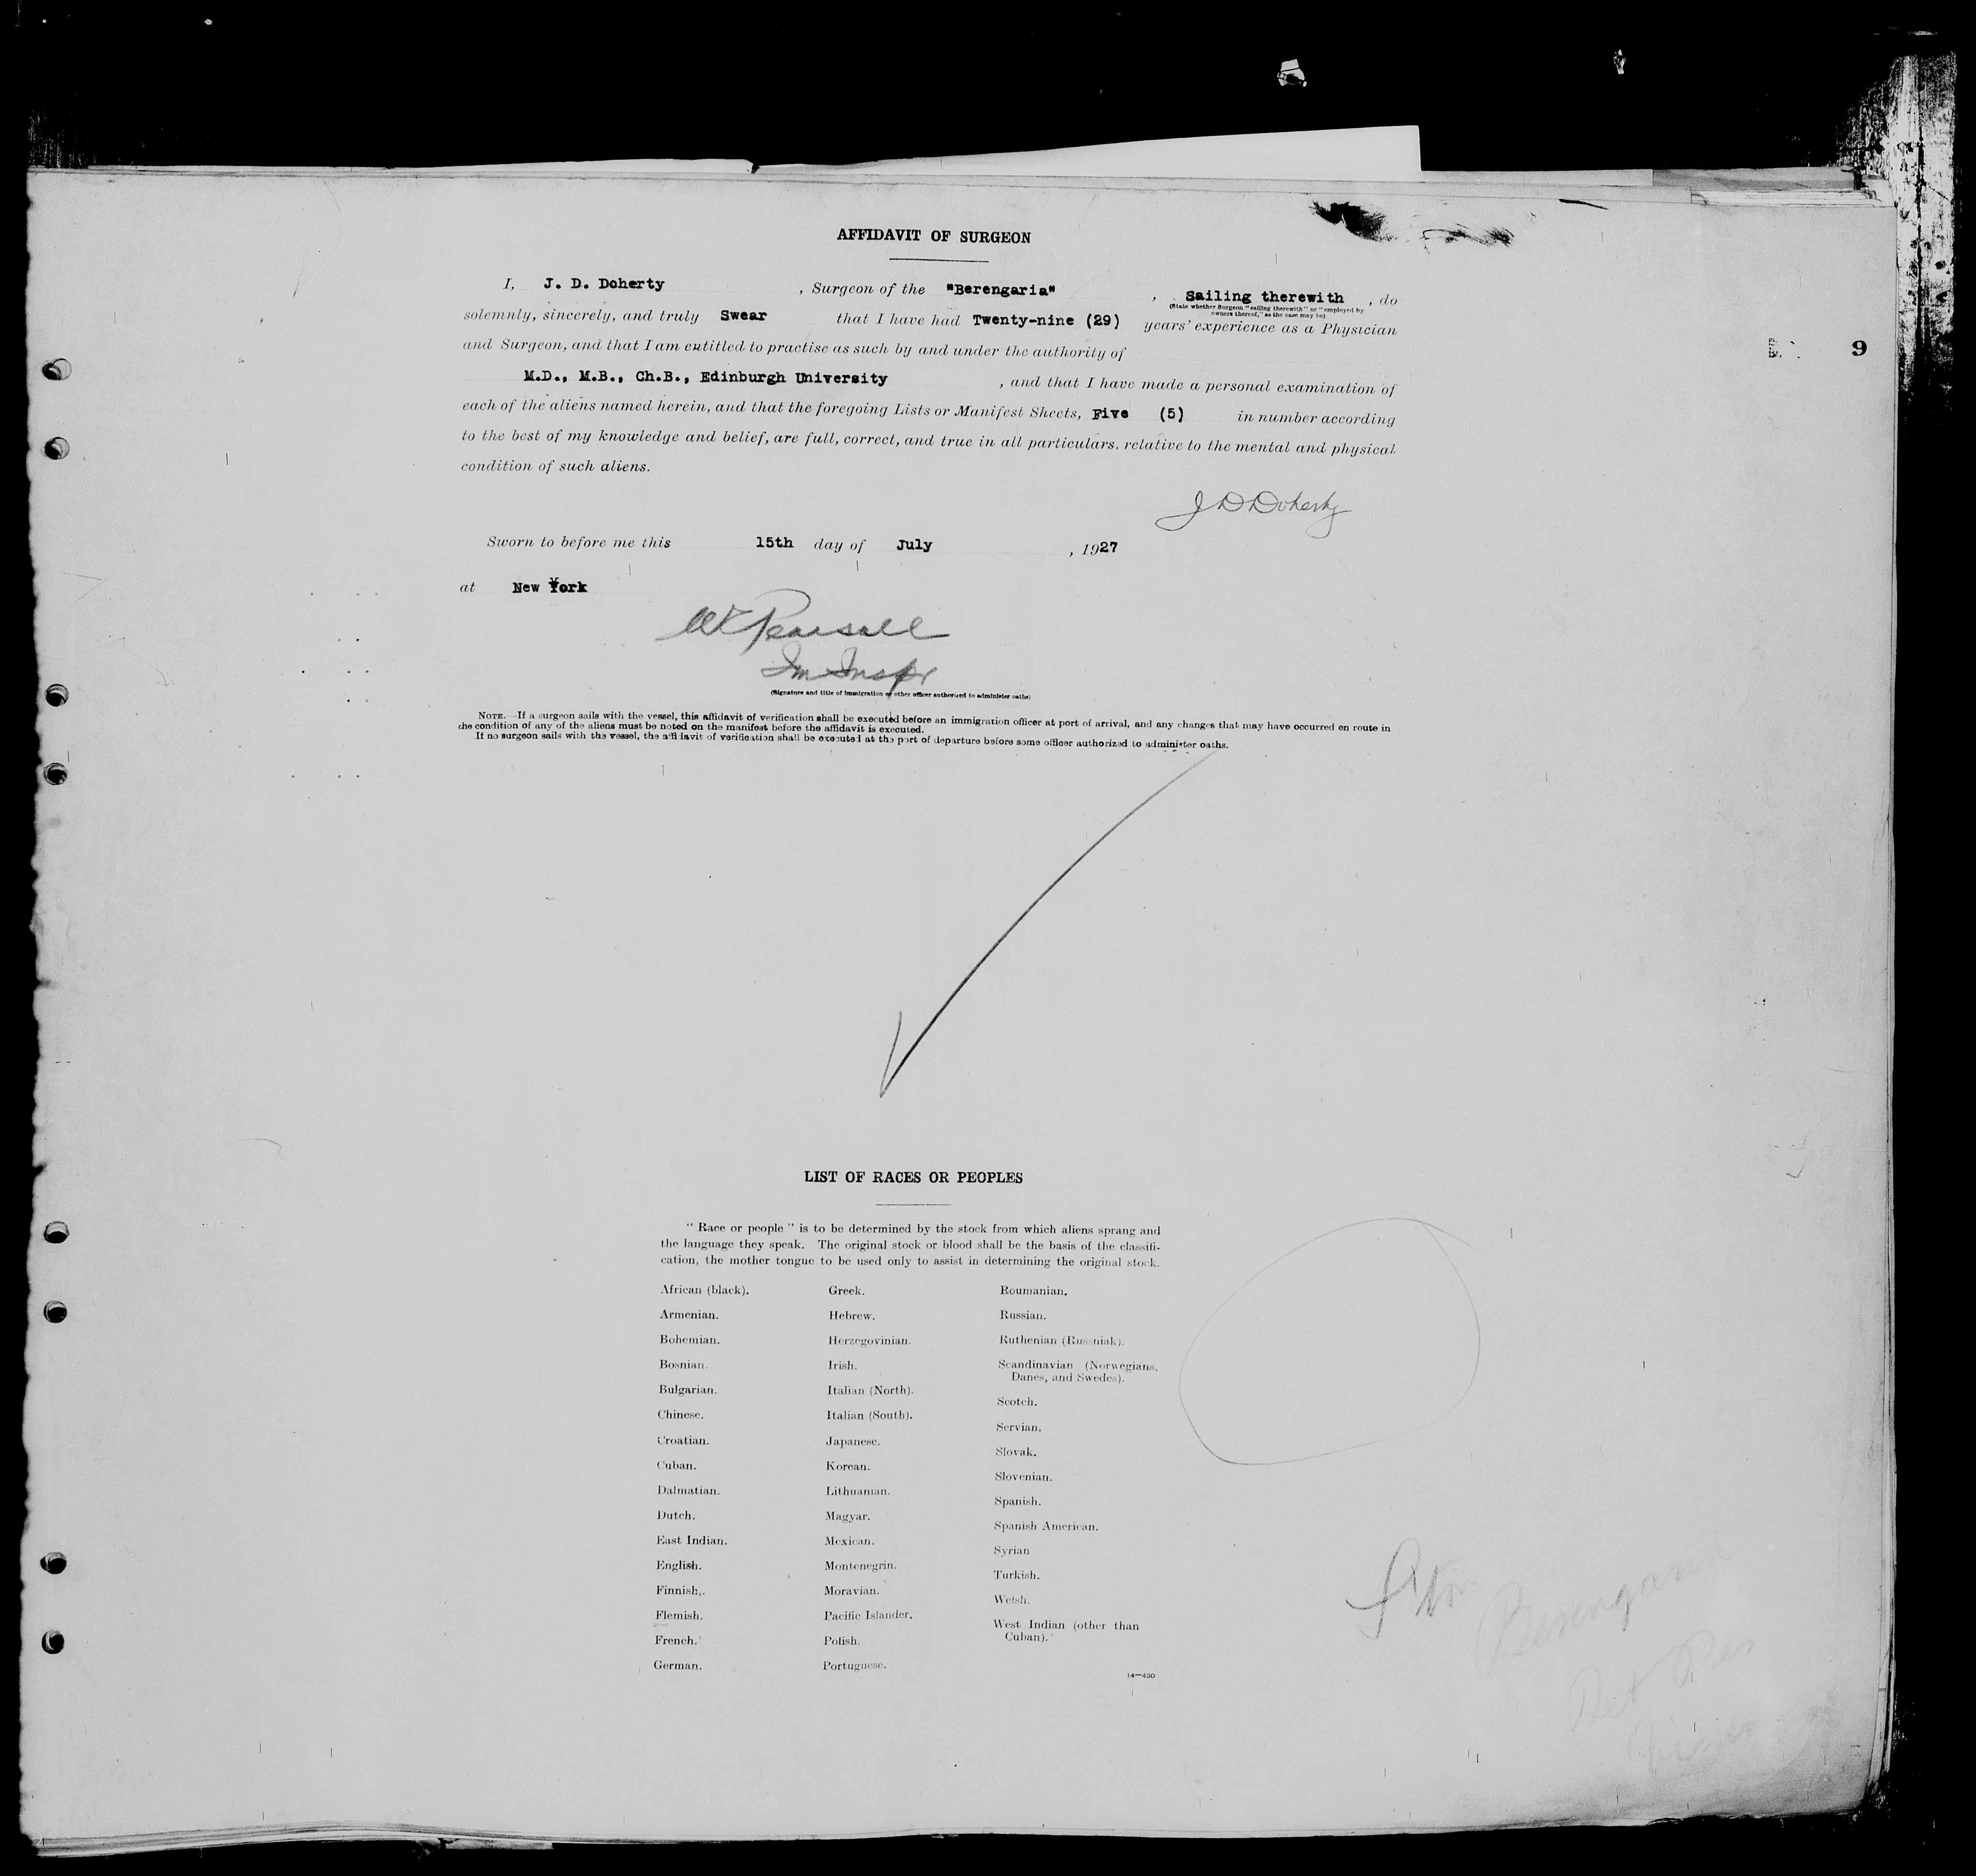 AFFIDAVIT OF SURGEON
I, J. D. Doherty , Surgeon of the "Berengaria" , Sailing therewith , do
(State whether Surgeon "sailing therewith" or "employed by
owners thereof," as the case may be)
solemnly, sincerely, and truly Swear that I have had Twenty-nine (29) years' experience as a Physician
and Surgeon, and that I am entitled to practise as such by and under the authority of
M.D., M.B., Ch.B., Edinburgh University , and that I have made a personal examination of
9
each of the aliens named herein, and that the foregoing Lists or Manifest Sheets, Five (5) in number according
to the best of my knowledge and belief, are full, correct, and true in all particulars, relative to the mental and physical
condition of such aliens.
J D Doherty
Sworn to before me this 15th day of July , 1927
at New York
Pearsall
Im Inspr
(Signature and title of immigration or other officer authorized to administer oaths)
NOTE.—If a surgeon sails with the vessel, this affidavit of verification shall be executed before an immigration officer at port of arrival, and any changes that may have occurred on route in
the condition of any of the aliens must be noted on the manifest before the affidavit is executed.
If no surgeon sails with the vessel, the affidavit of verification shall be executed at the port of departure before some officer authorized to administer oaths.
LIST OF RACES OR PEOPLES
"Race or people" is to be determined by the stock from which aliens sprang and
the language they speak. The original stock or blood shall be the basis of the classifi-
cation, the mother tongue to be used only to assist in determining the original stock.
African (black).
Armenian.
Bohemian.
Bosnian.
Bulgarian.
Chinese.
Croatian.
Cuban.
Dalmatian.
Dutch.
East Indian.
English.
Finnish.
Flemish.
French.
German.
Greek.
Hebrew.
Herzegovinian.
Irish.
Italian (North).
Italian (South).
Japanese.
Korean.
Lithuanian.
Magyar.
Mexican.
Montenegrin.
Moravian.
Pacific Islander.
Polish.
Portuguese.
Roumanian.
Russian.
Ruthenian (Russniak).
Scandinavian (Norwegians,
Danes, and Swedes).
Scotch.
Servian.
Slovak.
Slovenian.
Spanish.
Spanish American.
Syrian
Turkish.
Welsh.
West Indian (other than
Cuban).
14—430
Berengaria